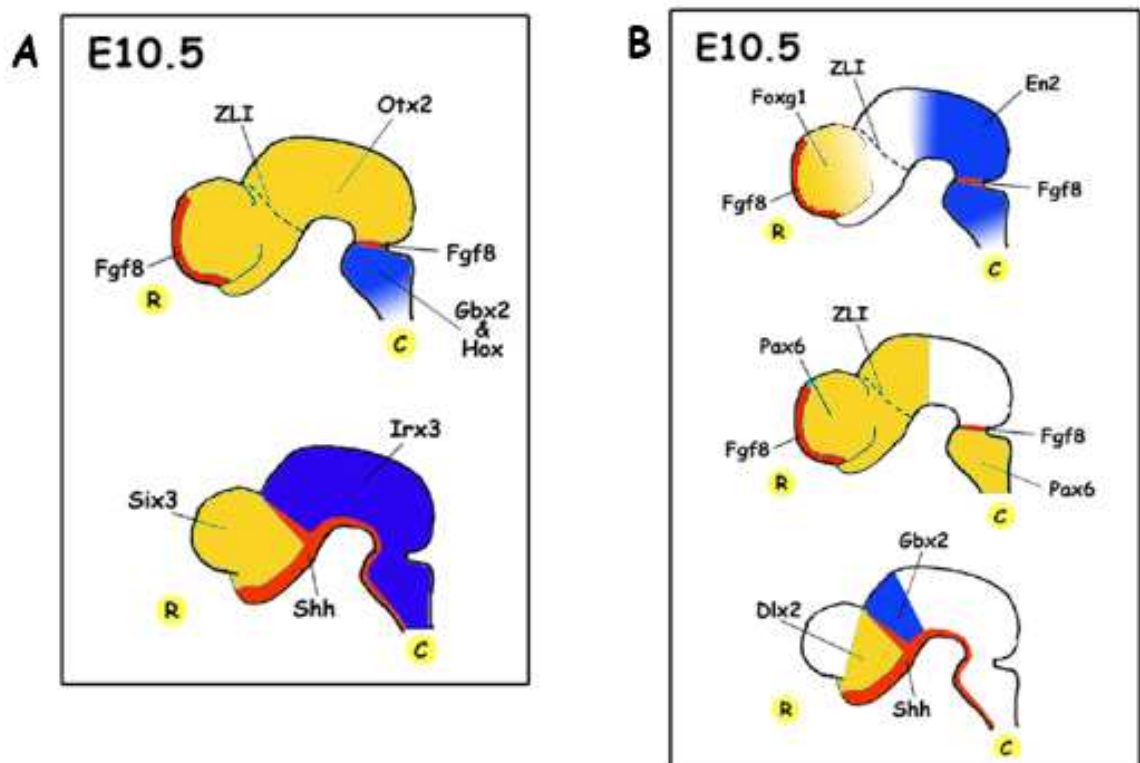 A
E10.5
ZLI
Otx2
Fgf8
Fgf8
R
Gbx2
&
Hox
C
Irx3
Six3
Shh
R
C
B
E10.5
ZLI
Foxg1
En2
Fgf8
Fgf8
R
C
ZLI
Pax6
Fgf8
Fgf8
R
Pax6
C
Gbx2
Dlx2
R
Shh
C